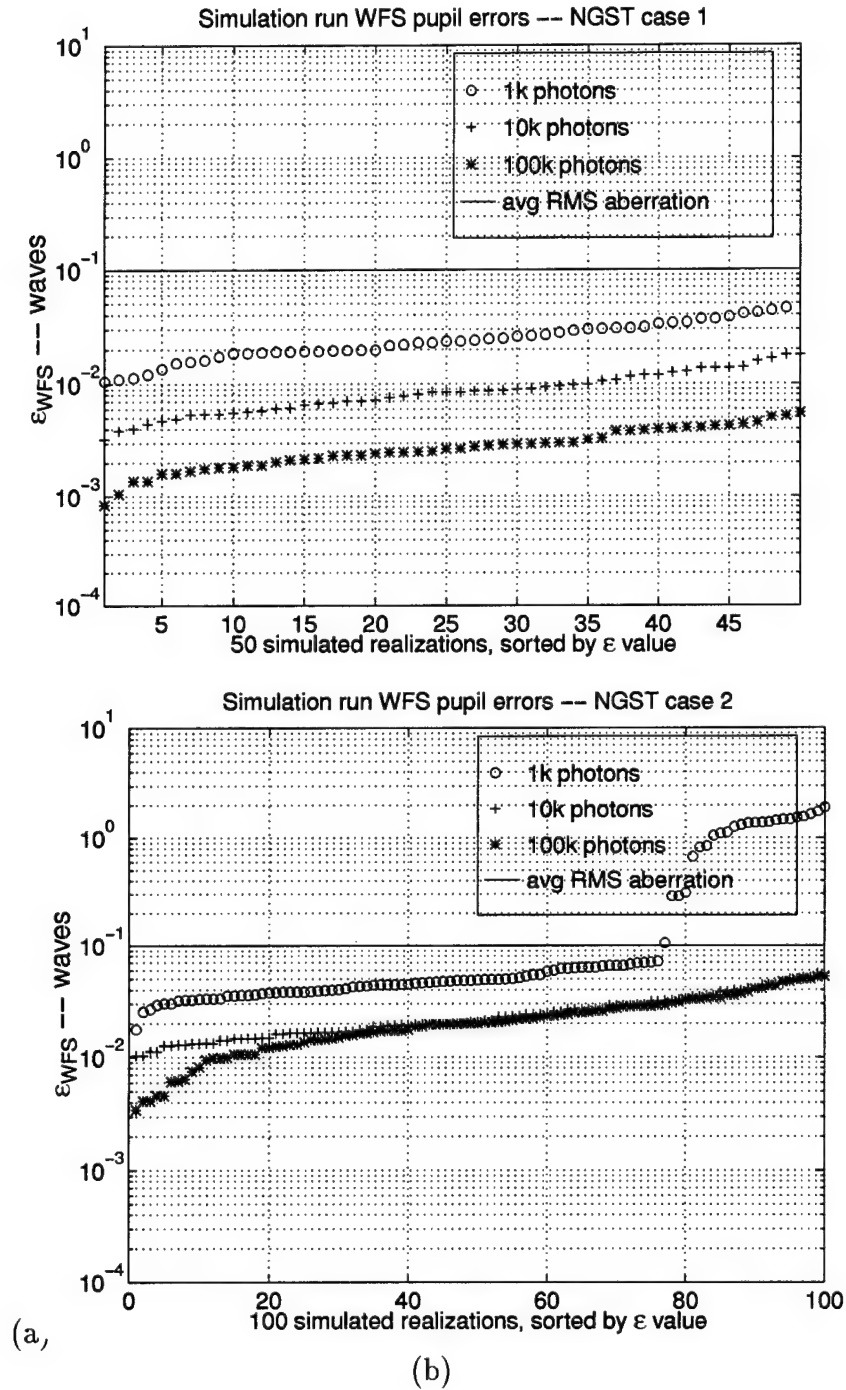 Simulation run WFS pupil errors -- NGST case 1
10^1
10^0
10^-1
10^-2
10^-3
10^-4
ε_WFS -- waves
1k photons
10k photons
100k photons
avg RMS aberration
5 10 15 20 25 30 35 40 45
50 simulated realizations, sorted by ε value
Simulation run WFS pupil errors -- NGST case 2
10^1
10^0
10^-1
10^-2
10^-3
10^-4
ε_WFS -- waves
1k photons
10k photons
100k photons
avg RMS aberration
0 20 40 60 80 100
100 simulated realizations, sorted by ε value
(a,
(b)